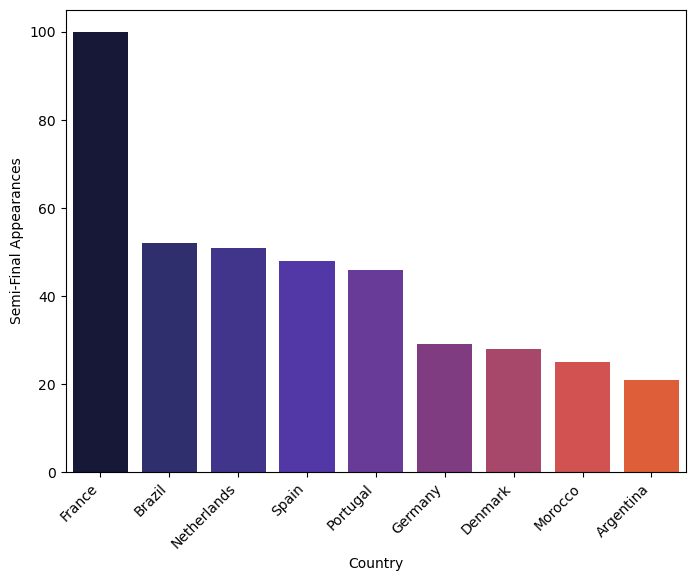 Semi-Final Appearances
100
80
60
40
20
0
France
Brazil
Netherlands
Spain
Portugal
Germany
Denmark
Morocco
Argentina
Country